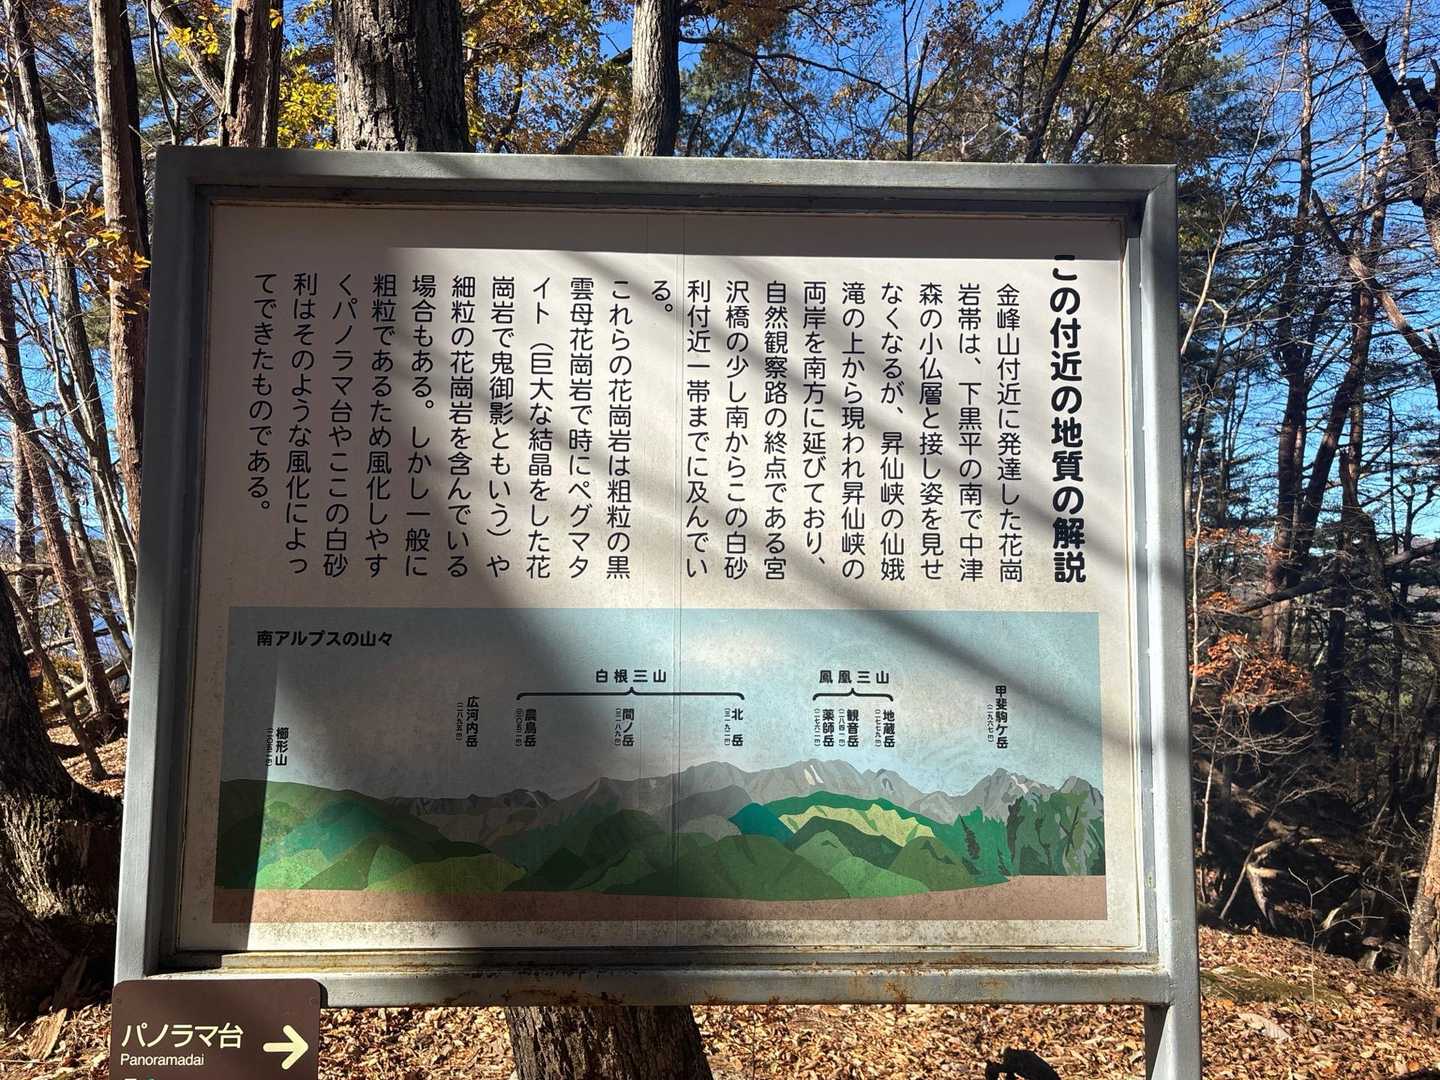 この付近の地質の解説
金峰山付近に発達した花崗
岩帯は、下黒平の南で中津
森の小仏層と接し姿を見せ
なくなるが、昇仙峡の仙娥
滝の上から現われ昇仙峡の
両岸を南方に延びており、
自然観察路の終点である宮
沢橋の少し南からこの白砂
利付近一帯までに及んでい
る。
これらの花崗岩は粗粒の黒
雲母花崗岩で時にペグマタ
イト（巨大な結晶をした花
崗岩で鬼御影ともいう）や
細粒の花崗岩を含んでいる
場合もある。しかし一般に
粗粒であるため風化しやす
くパノラマ台やここの白砂
利はそのような風化によっ
てできたものである。
南アルプスの山々
甲斐駒ケ岳
(二九六七m)
鳳凰三山
地蔵岳
観音岳
薬師岳
白根三山
北岳
間ノ岳
農鳥岳
広河内岳
櫛形山
パノラマ台
Panoramadai